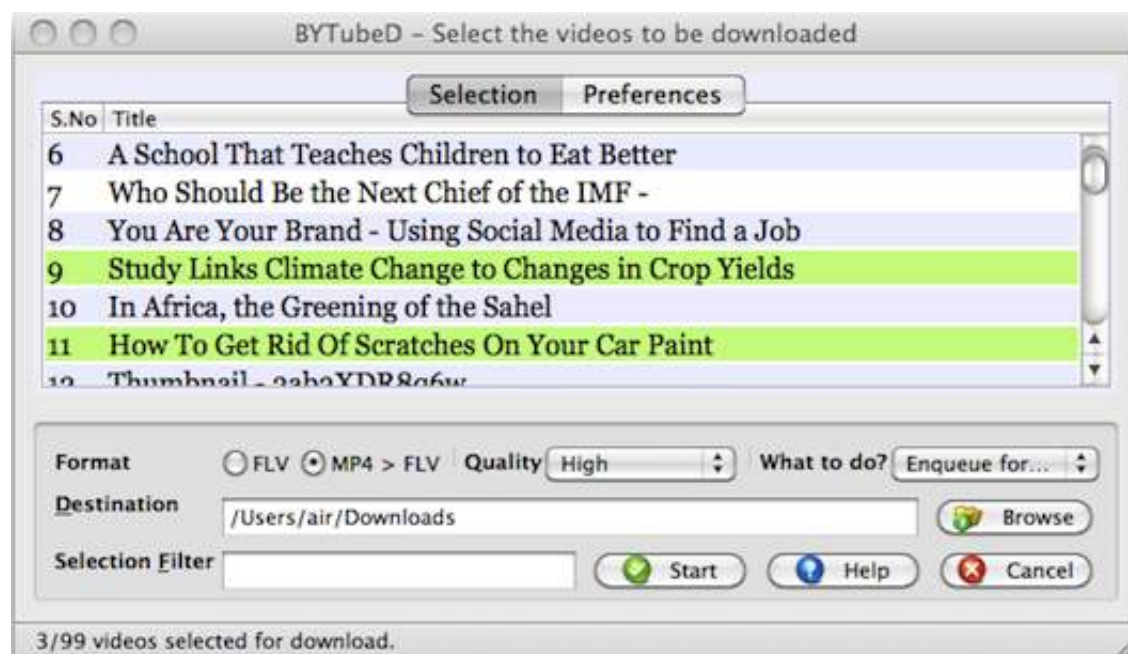 BYTubeD – Select the videos to be downloaded
Selection Preferences
S.No Title
6 A School That Teaches Children to Eat Better
7 Who Should Be the Next Chief of the IMF -
8 You Are Your Brand - Using Social Media to Find a Job
9 Study Links Climate Change to Changes in Crop Yields
10 In Africa, the Greening of the Sahel
11 How To Get Rid Of Scratches On Your Car Paint
12 Thumbnail -
Format FLV MP4 > FLV Quality High What to do? Enqueue for...
Destination /Users/air/Downloads Browse
Selection Filter Start Help Cancel
3/99 videos selected for download.